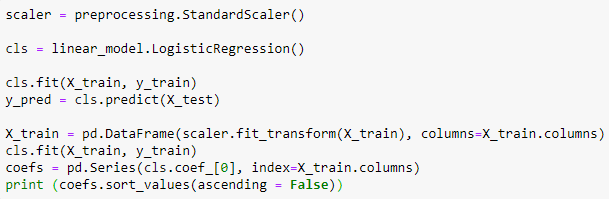 scaler = preprocessing.StandardScaler()
cls = linear_model.LogisticRegression()
cls.fit(X_train, y_train)
y_pred = cls.predict(X_test)
X_train = pd.DataFrame(scaler.fit_transform(X_train), columns=X_train.columns)
cls.fit(X_train, y_train)
coefs = pd.Series(cls.coef_[0], index=X_train.columns)
print (coefs.sort_values(ascending = False))